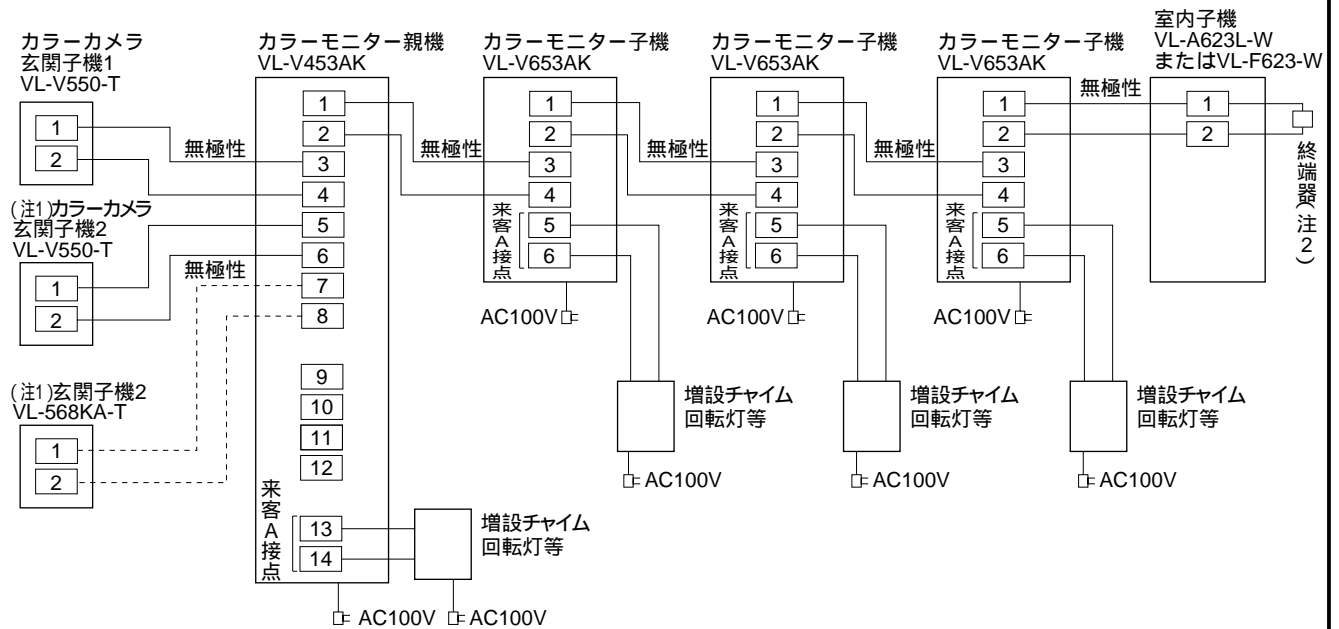 カラーカメラ
玄関子機1
VL-V550-T
1
2
無極性
(注1)カラーカメラ
玄関子機2
VL-V550-T
1
2
無極性
(注1)玄関子機2
VL-568KA-T
1
2
カラーモニター親機
VL-V453AK
1
2
3
4
5
6
7
8
9
10
11
12
来客A接点
13
14
AC100V
増設チャイム
回転灯等
AC100V
無極性
カラーモニター子機
VL-V653AK
1
2
3
4
来客A接点
5
6
AC100V
増設チャイム
回転灯等
AC100V
無極性
カラーモニター子機
VL-V653AK
1
2
3
4
来客A接点
5
6
AC100V
増設チャイム
回転灯等
AC100V
無極性
カラーモニター子機
VL-V653AK
1
2
3
4
来客A接点
5
6
AC100V
増設チャイム
回転灯等
AC100V
無極性
室内子機
VL-A623L-W
またはVL-F623-W
1
2
終端器(注2)